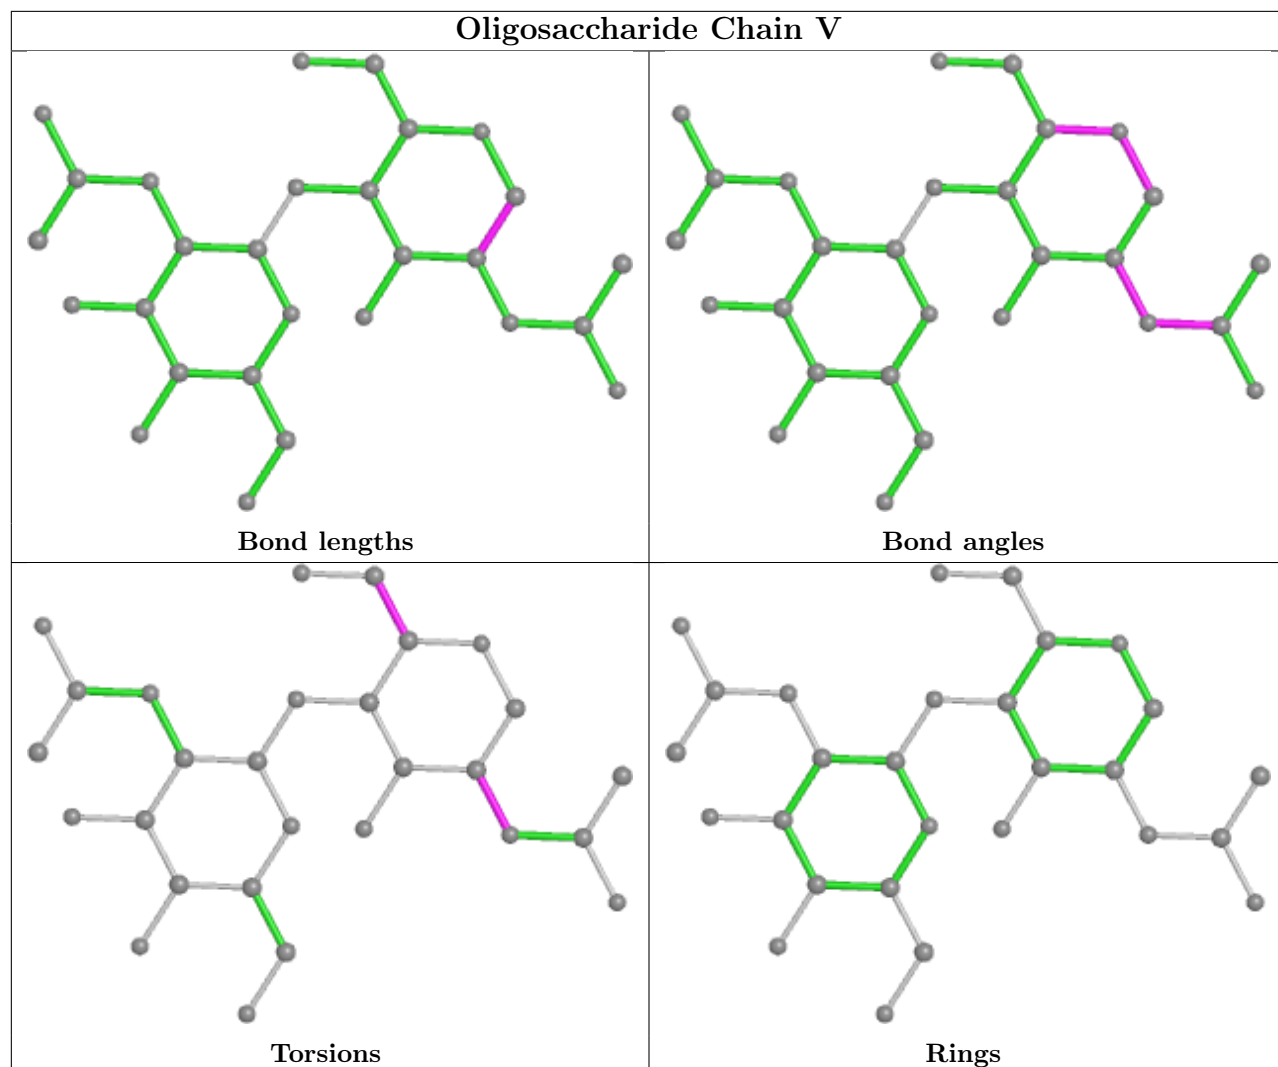 Oligosaccharide Chain V
Bond lengths
Bond angles
Torsions
Rings